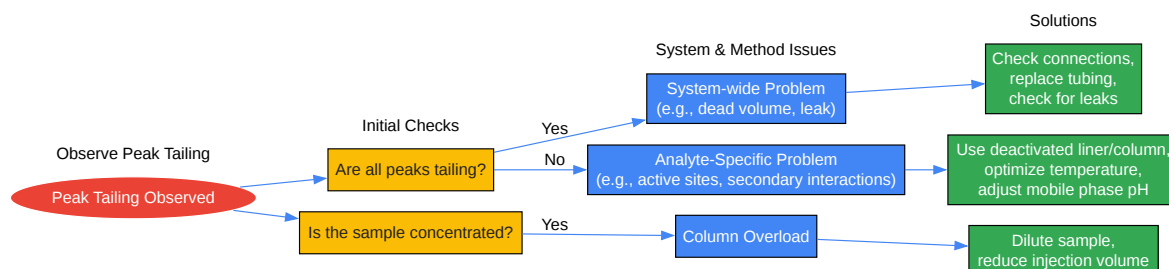 Solutions
System & Method Issues
Check connections,
replace tubing,
check for leaks
System-wide Problem
(e.g., dead volume, leak)
Initial Checks
Yes
Observe Peak Tailing
Are all peaks tailing?
No
Analyte-Specific Problem
(e.g., active sites, secondary interactions)
Use deactivated liner/column,
optimize temperature,
adjust mobile phase pH
Peak Tailing Observed
Is the sample concentrated?
Yes
Column Overload
Dilute sample,
reduce injection volume